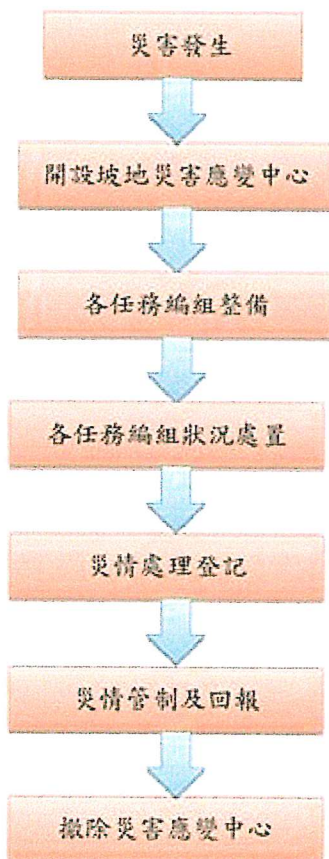 災害發生
開設坡地災害應變中心
各任務編組整備
各任務編組狀況處置
災情處理登記
災情管制及回報
撤除災害應變中心